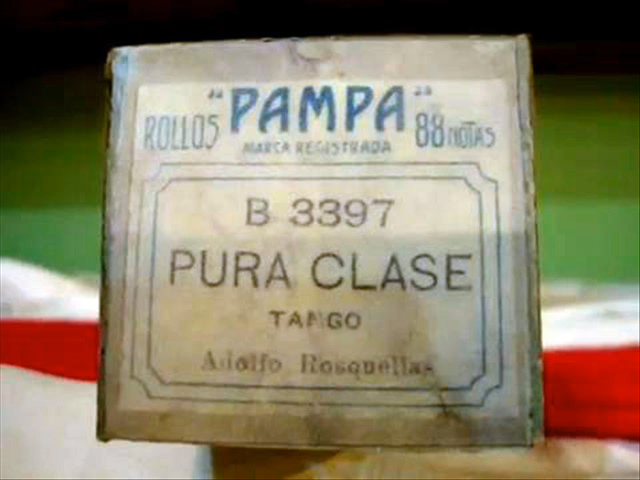 ROLLOS "PAMPA" 88 NOTAS
MARCA REGISTRADA
B 3397
PURA CLASE
TANGO
Adolfo Rosquellas